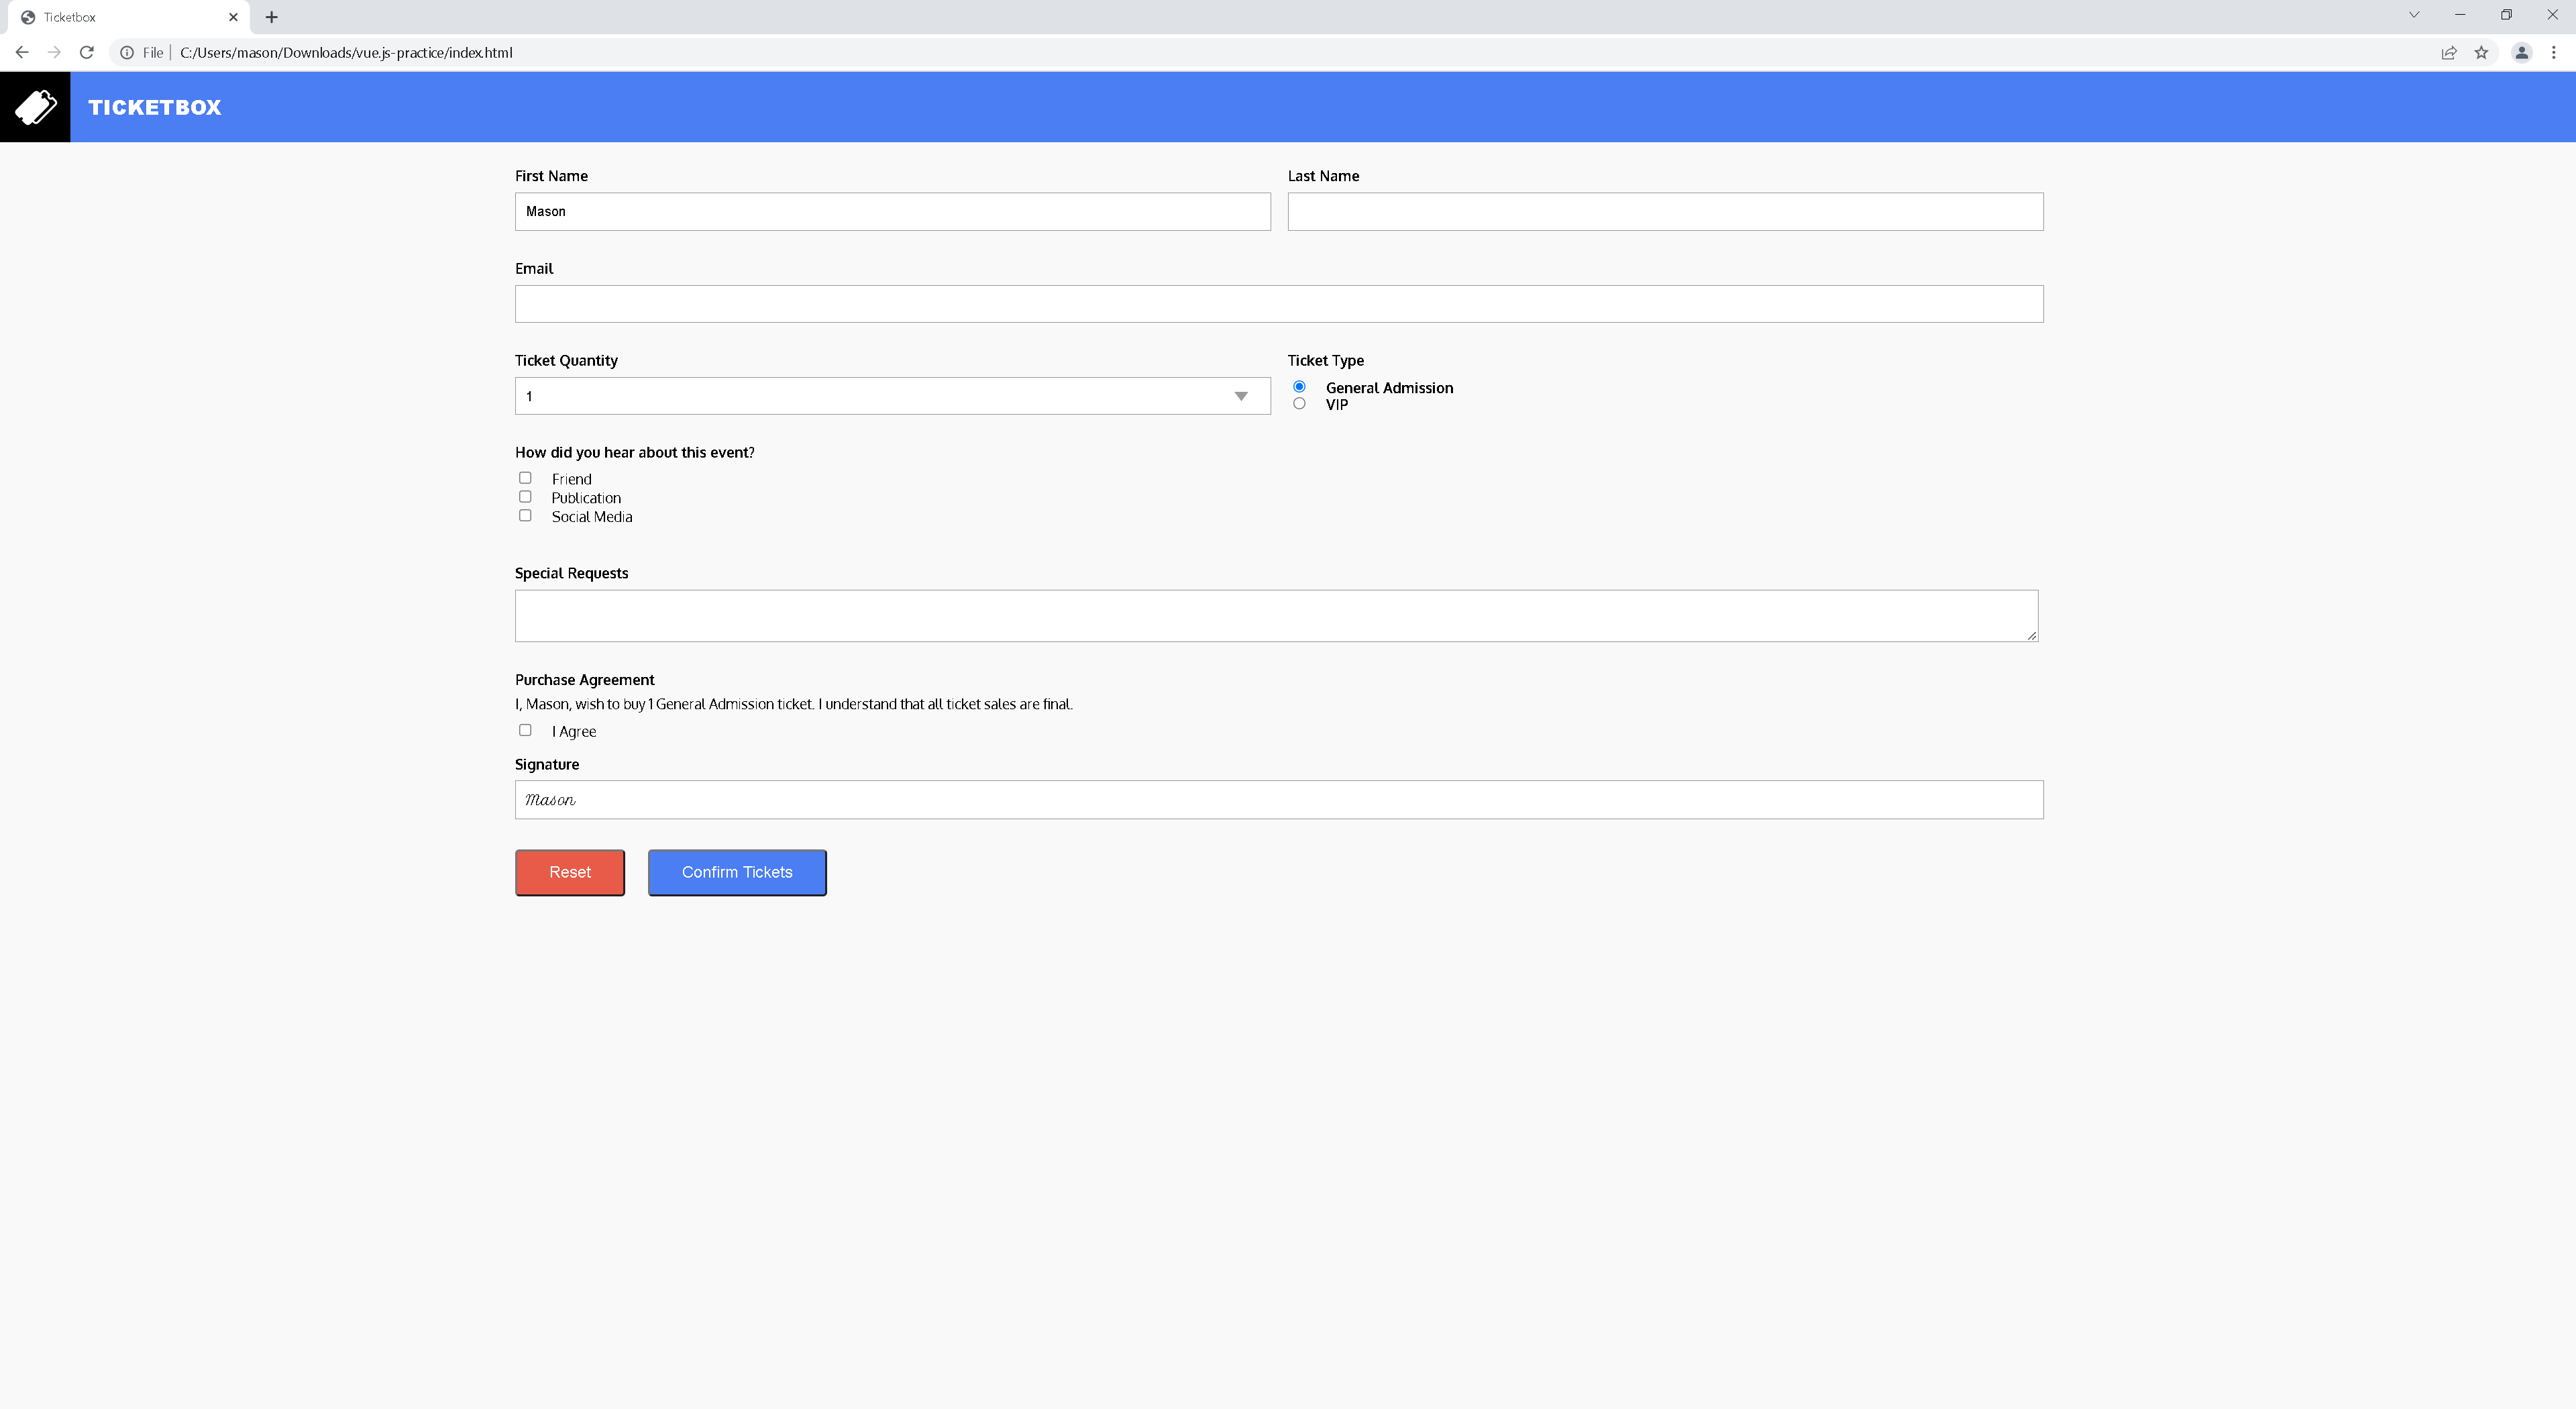 Ticketbox
File C:/Users/mason/Downloads/vue.js-practice/index.html
TICKETBOX
First Name
Last Name
Mason
Email
Ticket Quantity
Ticket Type
1
General Admission
VIP
How did you hear about this event?
Friend
Publication
Social Media
Special Requests
Purchase Agreement
I, Mason, wish to buy 1 General Admission ticket. I understand that all ticket sales are final.
I Agree
Signature
Mason
Reset
Confirm Tickets